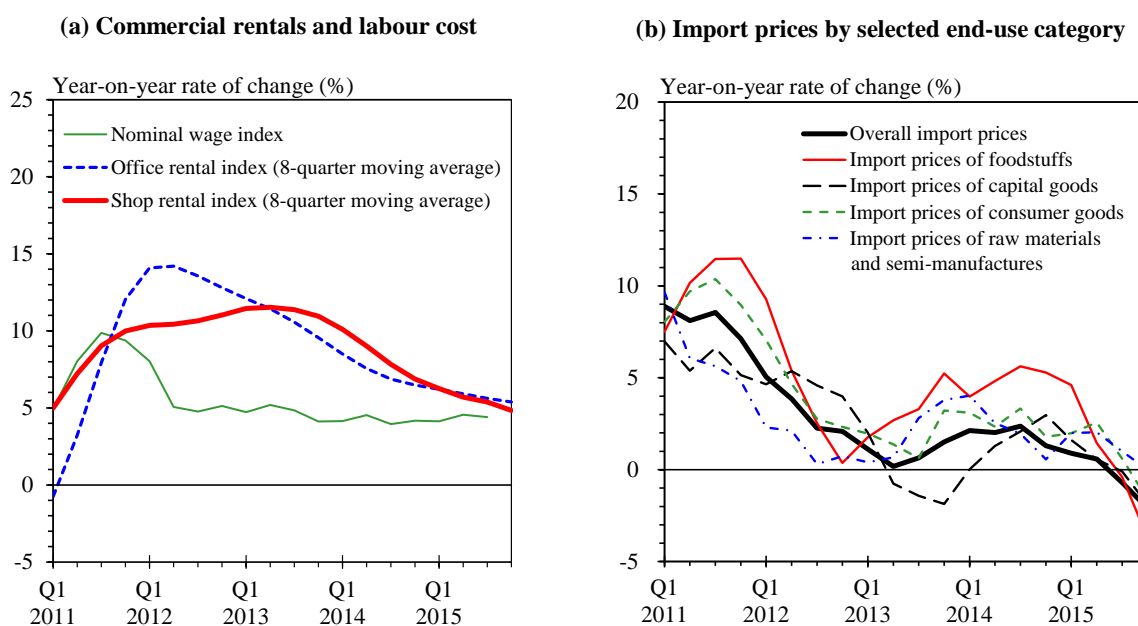 (a) Commercial rentals and labour cost
Year-on-year rate of change (%)
25
20
15
10
5
0
-5
Nominal wage index
Office rental index (8-quarter moving average)
Shop rental index (8-quarter moving average)
Q1 Q1 Q1 Q1 Q1
2011 2012 2013 2014 2015
(b) Import prices by selected end-use category
Year-on-year rate of change (%)
20
15
10
5
0
-5
Overall import prices
Import prices of foodstuffs
Import prices of capital goods
Import prices of consumer goods
Import prices of raw materials
and semi-manufactures
Q1 Q1 Q1 Q1 Q1
2011 2012 2013 2014 2015